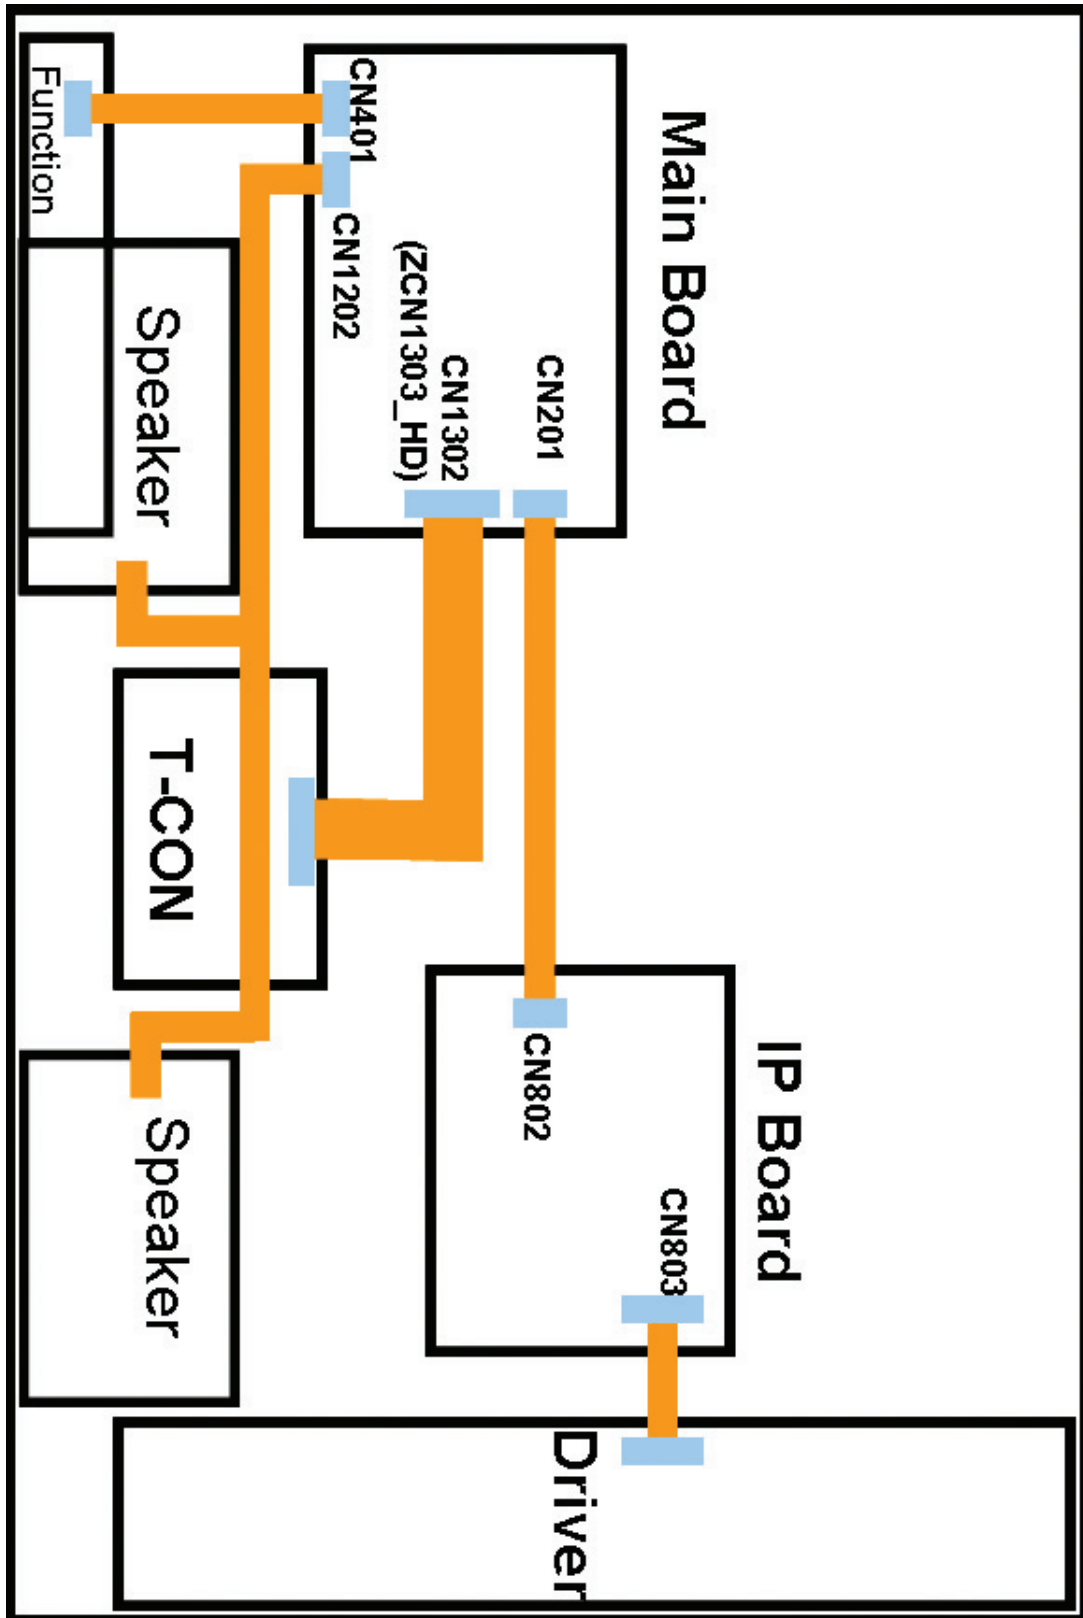 Main Board
CN401
CN1202
(ZCN1303_HD)
CN1302
CN201
Function
Speaker
T-CON
IP Board
CN802
CN803
Speaker
Driver